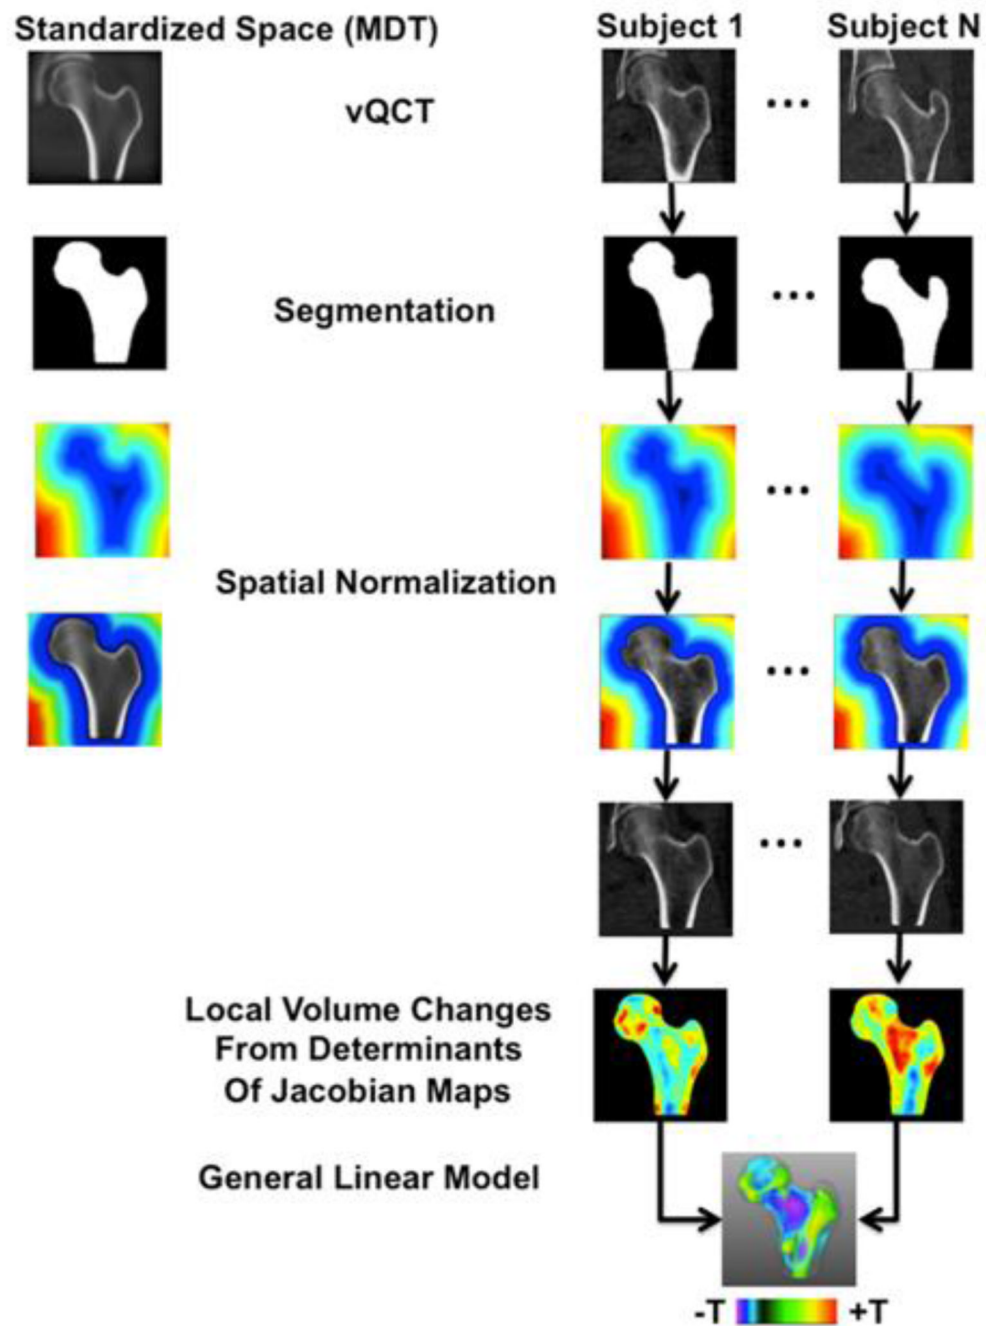 Standardized Space (MDT)
Subject 1
Subject N
vQCT
...
Segmentation
...
...
Spatial Normalization
...
...
Local Volume Changes
From Determinants
Of Jacobian Maps
General Linear Model
-T
+T